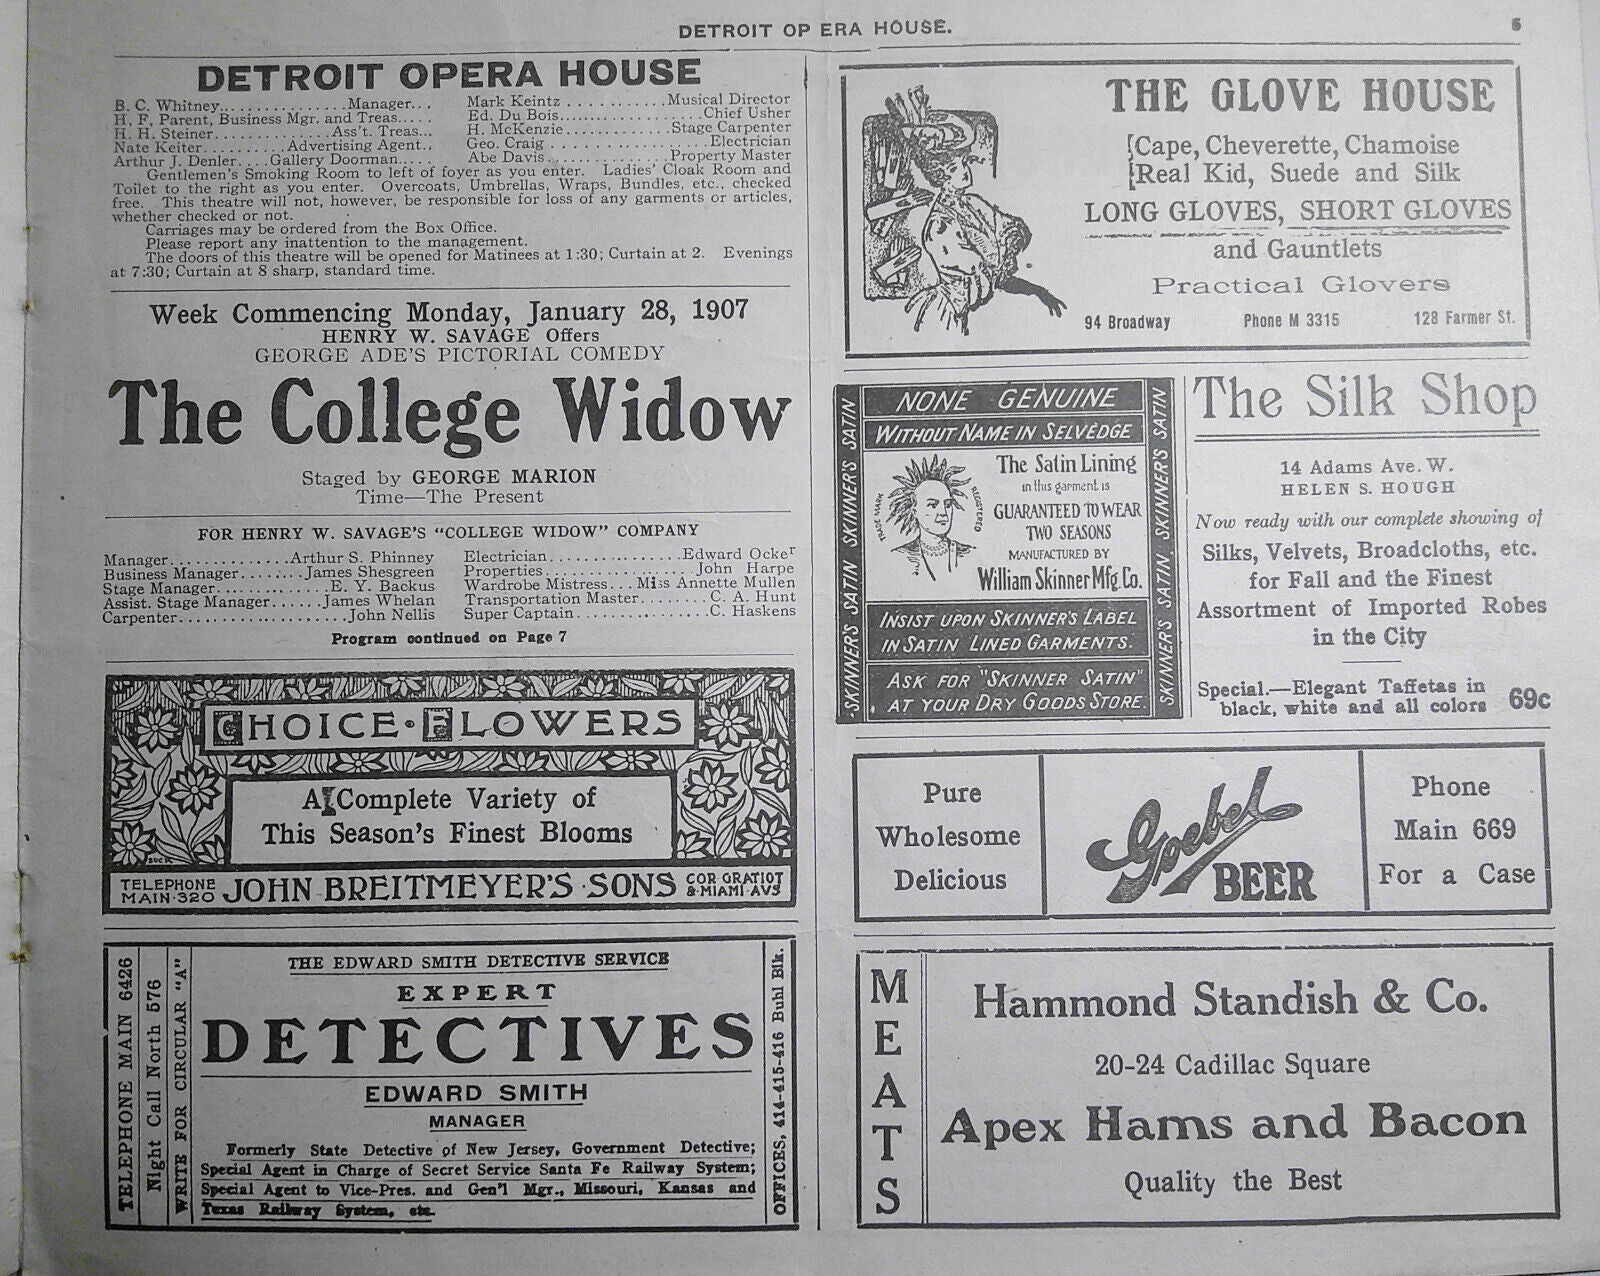 DETROIT OP ERA HOUSE.
5
DETROIT OPERA HOUSE
B. C. Whitney...............Manager...
H, F, Parent, Business Mgr. and Treas.....
H. H. Steiner..............Ass't. Treas...
Nate Keiter..........Advertising Agent..
Arthur J. Denler....Gallery Doorman.....
Mark Keintz...........Musical Director
Ed. Du Bois..................Chief Usher
H. McKenzie.............Stage Carpenter
Geo. Craig....................Electrician
Abe Davis...............Property Master
Gentlemen's Smoking Room to left of foyer as you enter. Ladies' Cloak Room and
Toilet to the right as you enter. Overcoats, Umbrellas, Wraps, Bundles, etc., checked
free. This theatre will not, however, be responsible for loss of any garments or articles,
whether checked or not.
Carriages may be ordered from the Box Office.
Please report any inattention to the management.
The doors of this theatre will be opened for Matinees at 1:30; Curtain at 2. Evenings
at 7:30; Curtain at 8 sharp, standard time.
Week Commencing Monday, January 28, 1907
HENRY W. SAVAGE Offers
GEORGE ADE'S PICTORIAL COMEDY
The College Widow
Staged by GEORGE MARION
Time—The Present
FOR HENRY W. SAVAGE'S "COLLEGE WIDOW" COMPANY
Manager...............Arthur S. Phinney
Business Manager........James Shesgreen
Stage Manager..............E. Y. Backus
Assist. Stage Manager......James Whelan
Carpenter.................John Nellis
Electrician................Edward Ocker
Properties...................John Harpe
Wardrobe Mistress...Miss Annette Mullen
Transportation Master........C. A. Hunt
Super Captain................C. Haskens
Program continued on Page 7
CHOICE·FLOWERS
A Complete Variety of
This Season's Finest Blooms
BUCK
TELEPHONE
MAIN·320
JOHN·BREITMEYER'S·SONS
COR GRATIOT
&·MIAMI·AVS
TELEPHONE MAIN 6426
Night Call North 576
WRITE FOR CIRCULAR "A"
THE EDWARD SMITH DETECTIVE SERVICE
EXPERT
DETECTIVES
EDWARD SMITH
MANAGER
Formerly State Detective of New Jersey, Government Detective;
Special Agent in Charge of Secret Service Santa Fe Railway System;
Special Agent to Vice-Pres. and Gen'l Mgr., Missouri, Kansas and
Texas Railway System, etc.
OFFICES, 414-415-416 Buhl Blk.
THE GLOVE HOUSE
Cape, Cheverette, Chamoise
Real Kid, Suede and Silk
LONG GLOVES, SHORT GLOVES
and Gauntlets
Practical Glovers
94 Broadway Phone M 3315 128 Farmer St.
SKINNER'S SATIN SKINNER'S SATIN
NONE GENUINE
WITHOUT NAME IN SELVEDGE
TRADE MARK
REGISTERED
The Satin Lining
in this garment is
GUARANTEED TO WEAR
TWO SEASONS
MANUFACTURED BY
William Skinner Mfg. Co.
INSIST UPON SKINNER'S LABEL
IN SATIN LINED GARMENTS.
ASK FOR "SKINNER SATIN"
AT YOUR DRY GOODS STORE.
SKINNER'S SATIN SKINNER'S SATIN
The Silk Shop
14 Adams Ave. W.
HELEN S. HOUGH
Now ready with our complete showing of
Silks, Velvets, Broadcloths, etc.
for Fall and the Finest
Assortment of Imported Robes
in the City
Special.—Elegant Taffetas in
black, white and all colors 69c
Pure
Wholesome
Delicious
Goebel
BEER
Phone
Main 669
For a Case
MEATS
Hammond Standish & Co.
20-24 Cadillac Square
Apex Hams and Bacon
Quality the Best